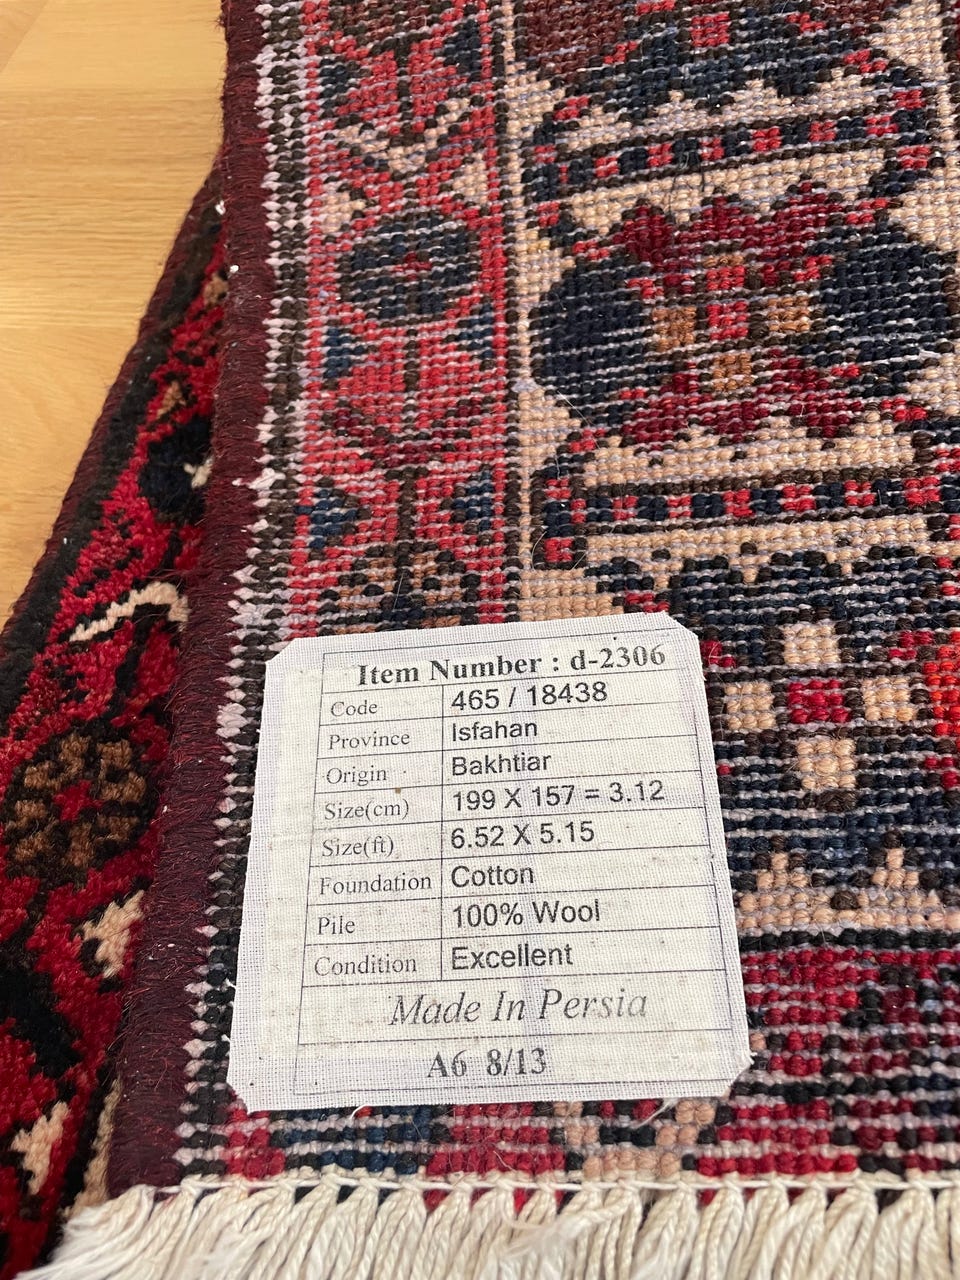 Item Number : d-2306
Code 465 / 18438
Province Isfahan
Origin Bakhtiar
Size(cm) 199 X 157 = 3.12
Size(ft) 6.52 X 5.15
Foundation Cotton
Pile 100% Wool
Condition Excellent
Made In Persia
A6 8/13